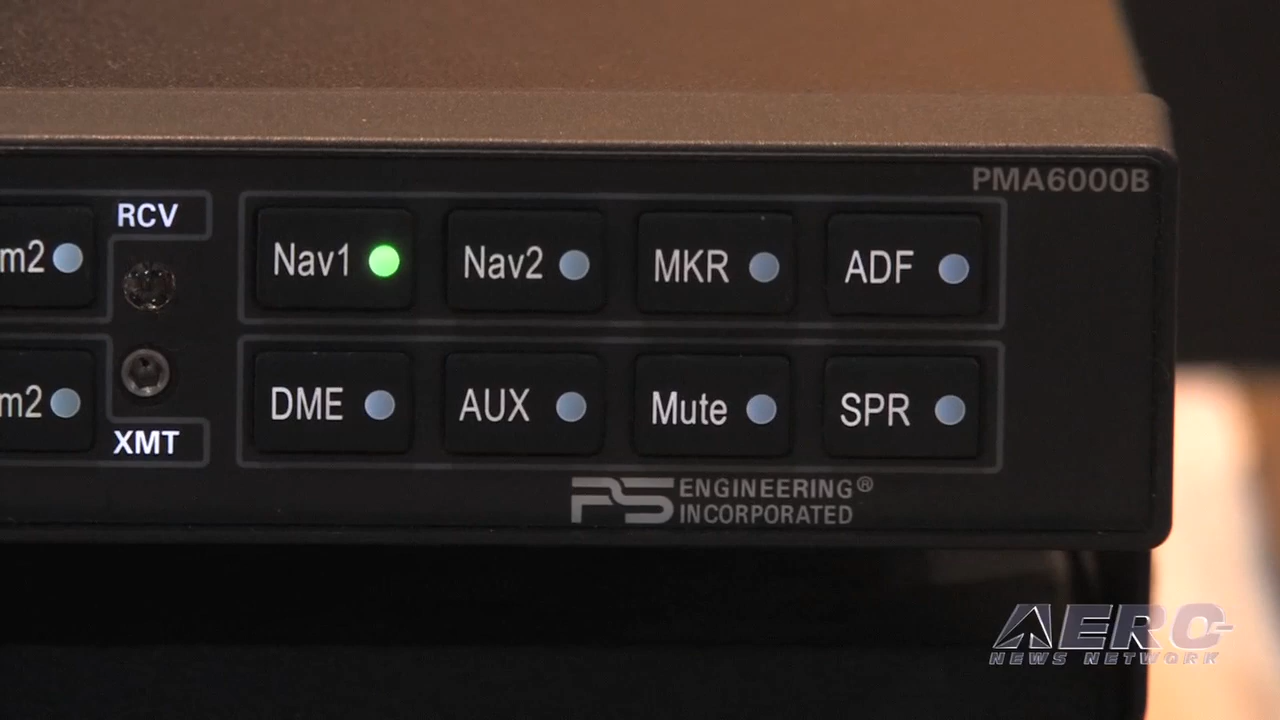 PMA6000B
m2
RCV
Nav1
Nav2
MKR
ADF
m2
XMT
DME
AUX
Mute
SPR
PS ENGINEERING®
INCORPORATED
AERO
NEWS NETWORK